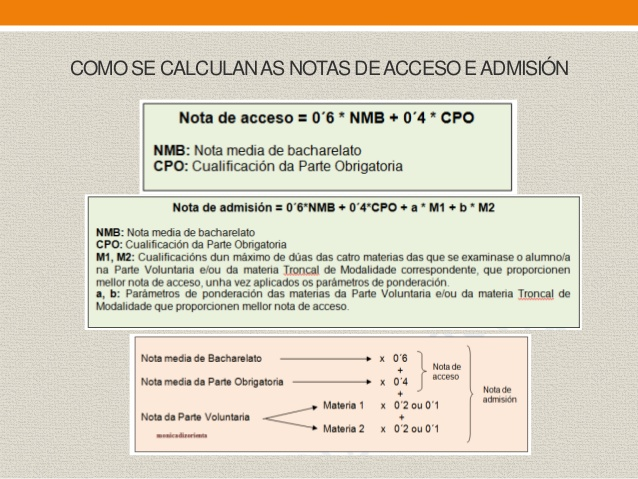 COMO SE CALCULAN AS NOTAS DE ACCESO E ADMISIÓN
Nota de acceso = 0´6 * NMB + 0´4 * CPO
NMB: Nota media de bacharelato
CPO: Cualificación da Parte Obrigatoria
Nota de admisión = 0´6*NMB + 0´4*CPO + a * M1 + b * M2
NMB: Nota media de bacharelato
CPO: Cualificación da Parte Obrigatoria
M1, M2: Cualificacións dun máximo de dúas das catro materias das que se examinase o alumno/a
na Parte Voluntaria e/ou da materia Troncal de Modalidade correspondente, que proporcionen
mellor nota de acceso, unha vez aplicados os parámetros de ponderación.
a, b: Parámetros de ponderación das materias da Parte Voluntaria e/ou da materia Troncal de
Modalidade que proporcionen mellor nota de acceso.
Nota media de Bacharelato x 0´6
+
Nota media da Parte Obrigatoria x 0´4
Nota de
acceso
+
Nota da Parte Voluntaria
Materia 1 x 0´2 ou 0´1
+
Materia 2 x 0´2 ou 0´1
Nota de
admisión
monicadizorienta